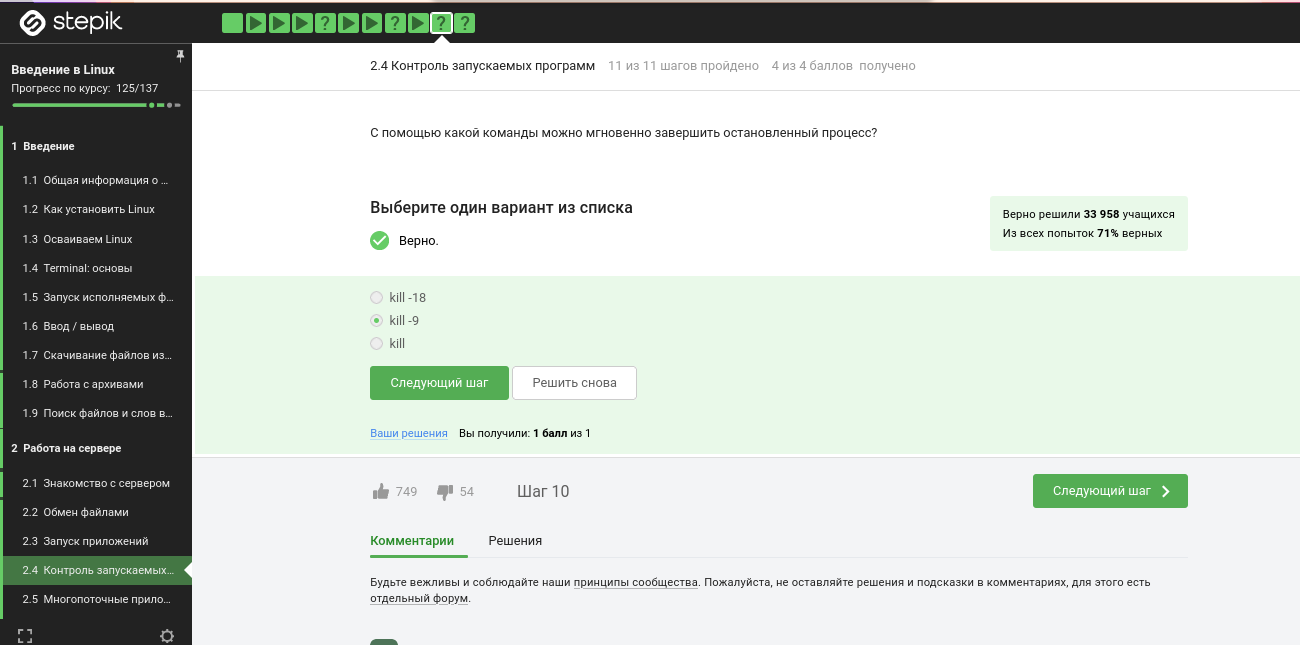 stepik
? ? ? ?
Введение в Linux
Прогресс по курсу: 125/137
1 Введение
1.1 Общая информация о ...
1.2 Как установить Linux
1.3 Осваиваем Linux
1.4 Terminal: основы
1.5 Запуск исполняемых ф...
1.6 Ввод / вывод
1.7 Скачивание файлов из...
1.8 Работа с архивами
1.9 Поиск файлов и слов в...
2 Работа на сервере
2.1 Знакомство с сервером
2.2 Обмен файлами
2.3 Запуск приложений
2.4 Контроль запускаемых...
2.5 Многопоточные прило...
2.4 Контроль запускаемых программ 11 из 11 шагов пройдено 4 из 4 баллов получено
С помощью какой команды можно мгновенно завершить остановленный процесс?
Выберите один вариант из списка
Верно.
Верно решили 33 958 учащихся
Из всех попыток 71% верных
kill -18
kill -9
kill
Следующий шаг Решить снова
Ваши решения Вы получили: 1 балл из 1
749 54 Шаг 10
Следующий шаг
Комментарии Решения
Будьте вежливы и соблюдайте наши принципы сообщества. Пожалуйста, не оставляйте решения и подсказки в комментариях, для этого есть
отдельный форум.